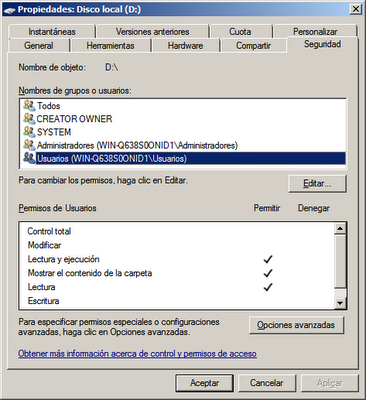 Propiedades: Disco local (D:)
Instantáneas Versiones anteriores Cuota Personalizar
General Herramientas Hardware Compartir Seguridad
Nombre de objeto: D:\
Nombres de grupos o usuarios:
Todos
CREATOR OWNER
SYSTEM
Administradores (WIN-Q638S0ONID1\Administradores)
Usuarios (WIN-Q638S0ONID1\Usuarios)
Para cambiar los permisos, haga clic en Editar.
Editar...
Permisos de Usuarios Permitir Denegar
Control total
Modificar
Lectura y ejecución
Mostrar el contenido de la carpeta
Lectura
Escritura
Para especificar permisos especiales o configuraciones
avanzadas, haga clic en Opciones avanzadas.
Opciones avanzadas
Obtener más información acerca de control y permisos de acceso
Aceptar Cancelar Aplicar